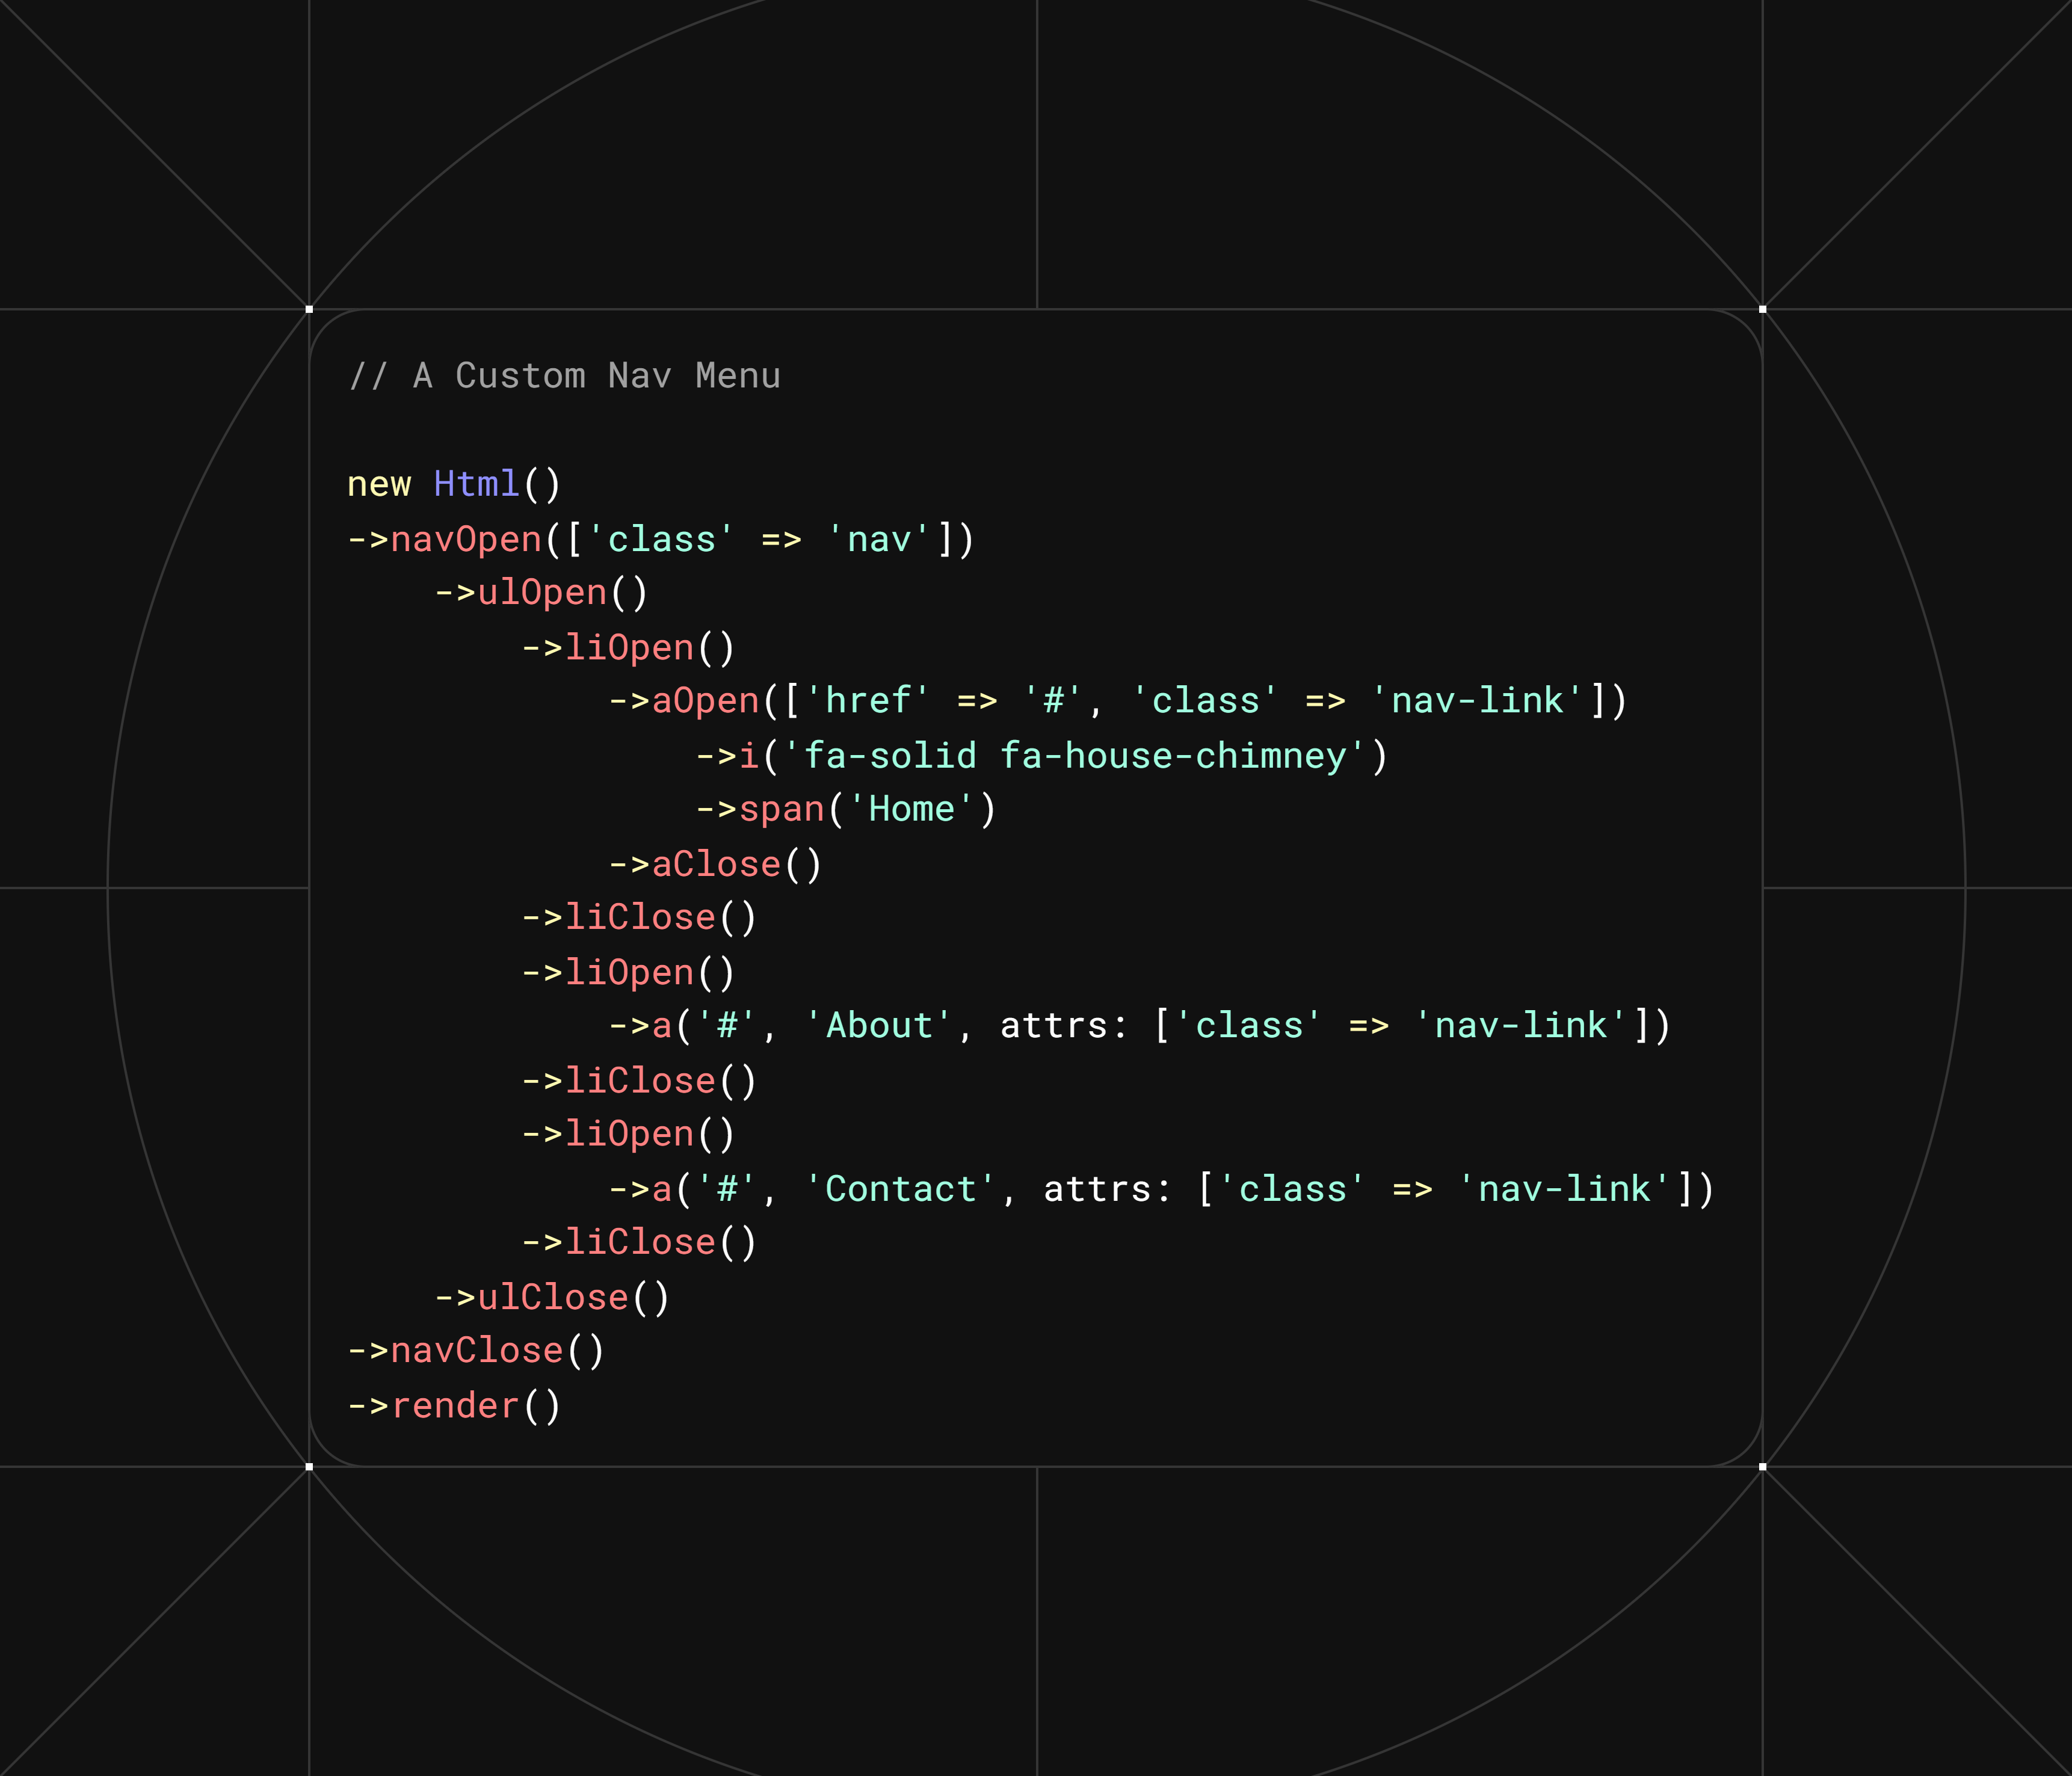 // A Custom Nav Menu

new Html()
->navOpen(['class' => 'nav'])
    ->ulOpen()
        ->liOpen()
            ->aOpen(['href' => '#', 'class' => 'nav-link'])
                ->i('fa-solid fa-house-chimney')
                ->span('Home')
            ->aClose()
        ->liClose()
        ->liOpen()
            ->a('#', 'About', attrs: ['class' => 'nav-link'])
        ->liClose()
        ->liOpen()
            ->a('#', 'Contact', attrs: ['class' => 'nav-link'])
        ->liClose()
    ->ulClose()
->navClose()
->render()